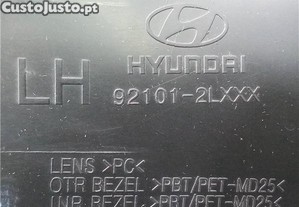 CustoJusto.pt
HYUNDAI
LH
92101-2LXXX
LENS >PC<
OTR BEZEL >PBT/PET-MD25<
INR BEZEL >PBT/PET-MD25<